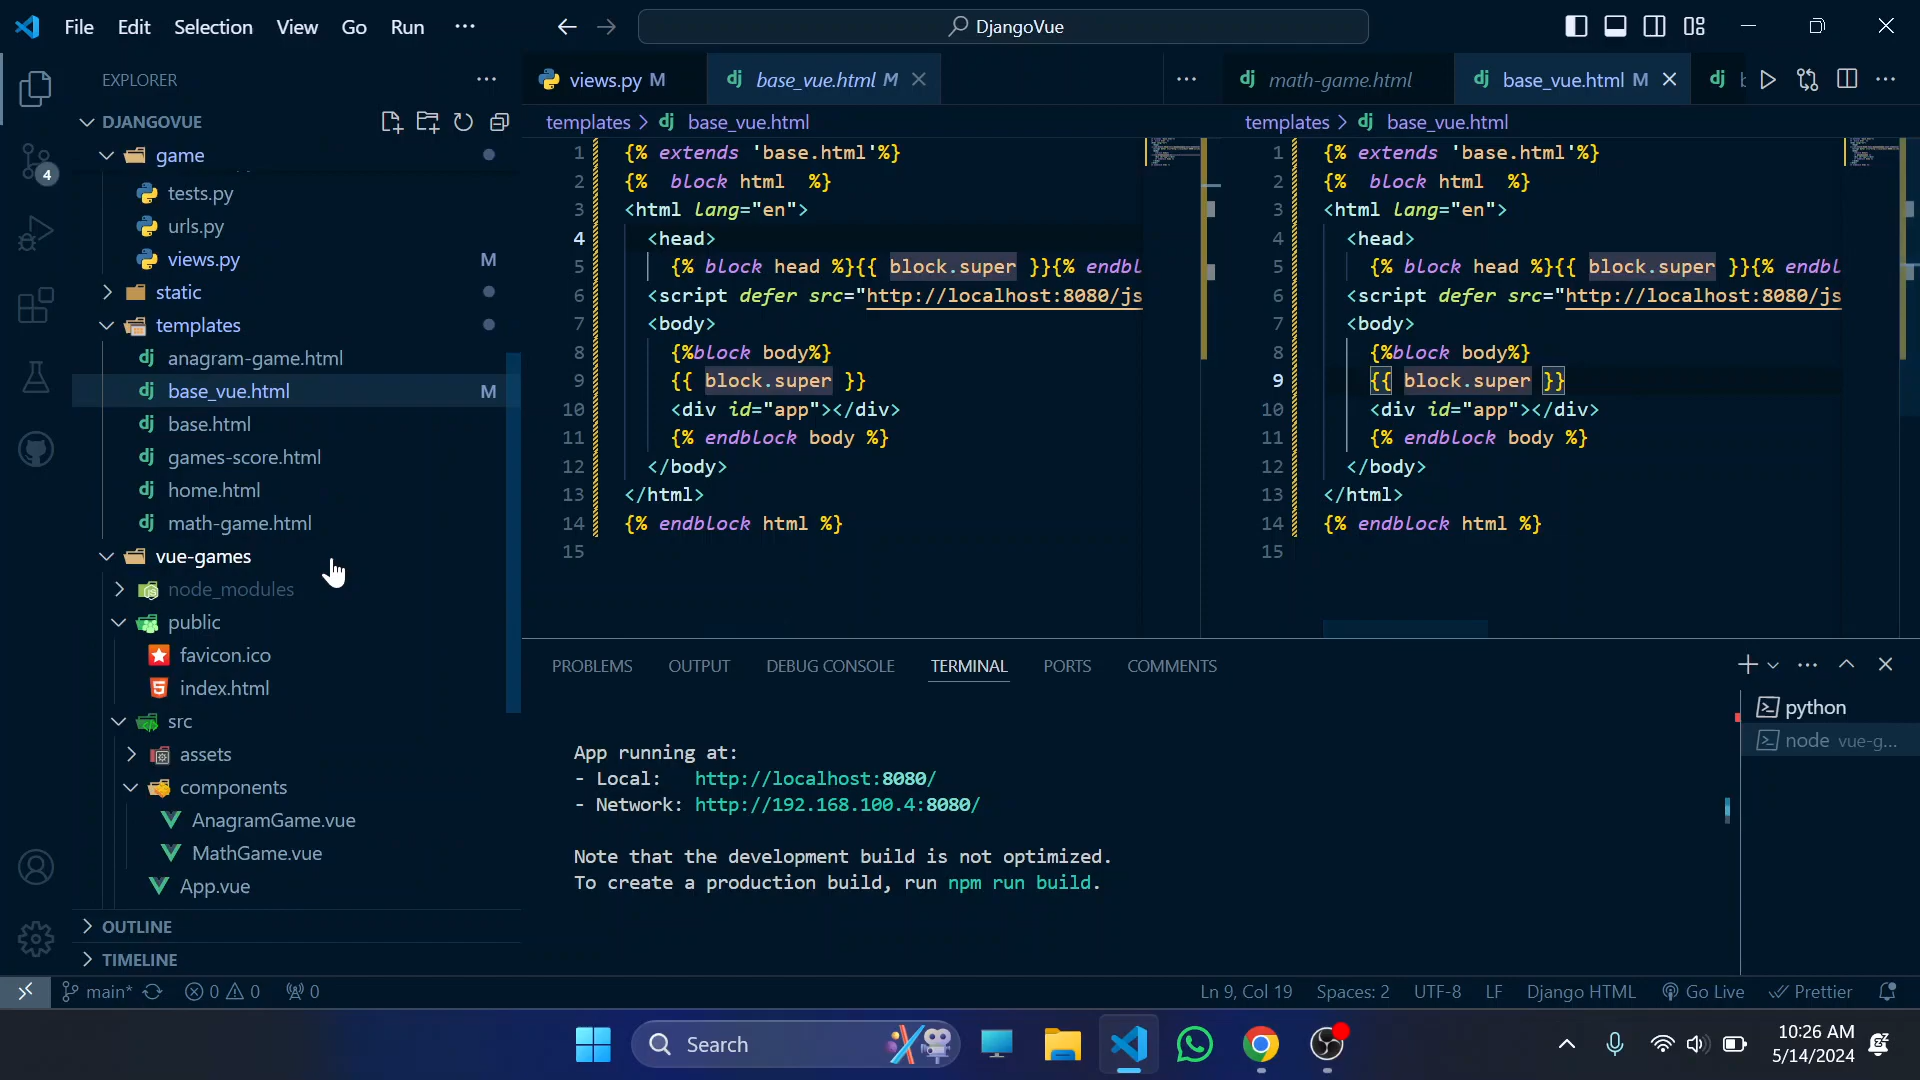 File Edit Selection View Go Run ···
DjangoVue
EXPLORER
DJANGOVUE
game
tests.py
urls.py
views.py M
static
templates
anagram-game.html
base_vue.html M
base.html
games-score.html
home.html
math-game.html
vue-games
node_modules
public
favicon.ico
index.html
src
assets
components
AnagramGame.vue
MathGame.vue
App.vue
OUTLINE
TIMELINE
4
views.py M
base_vue.html M
templates > base_vue.html
1 {% extends 'base.html'%}
2 {%  block html  %}
3 <html lang="en">
4 <head>
5 {% block head %}{{ block.super }}{% endbl
6 <script defer src="http://localhost:8080/js
7 <body>
8 {%block body%}
9 {{ block.super }}
10 <div id="app"></div>
11 {% endblock body %}
12 </body>
13 </html>
14 {% endblock html %}
15
math-game.html
base_vue.html M
templates > base_vue.html
1 {% extends 'base.html'%}
2 {%  block html  %}
3 <html lang="en">
4 <head>
5 {% block head %}{{ block.super }}{% endbl
6 <script defer src="http://localhost:8080/js
7 <body>
8 {%block body%}
9 {{ block.super }}
10 <div id="app"></div>
11 {% endblock body %}
12 </body>
13 </html>
14 {% endblock html %}
15
PROBLEMS OUTPUT DEBUG CONSOLE TERMINAL PORTS COMMENTS
App running at:
- Local:   http://localhost:8080/
- Network: http://192.168.100.4:8080/
Note that the development build is not optimized.
To create a production build, run npm run build.
python
node vue-g...
main* 0 0 0
Ln 9, Col 19 Spaces: 2 UTF-8 LF Django HTML Go Live Prettier
Search
10:26 AM
5/14/2024